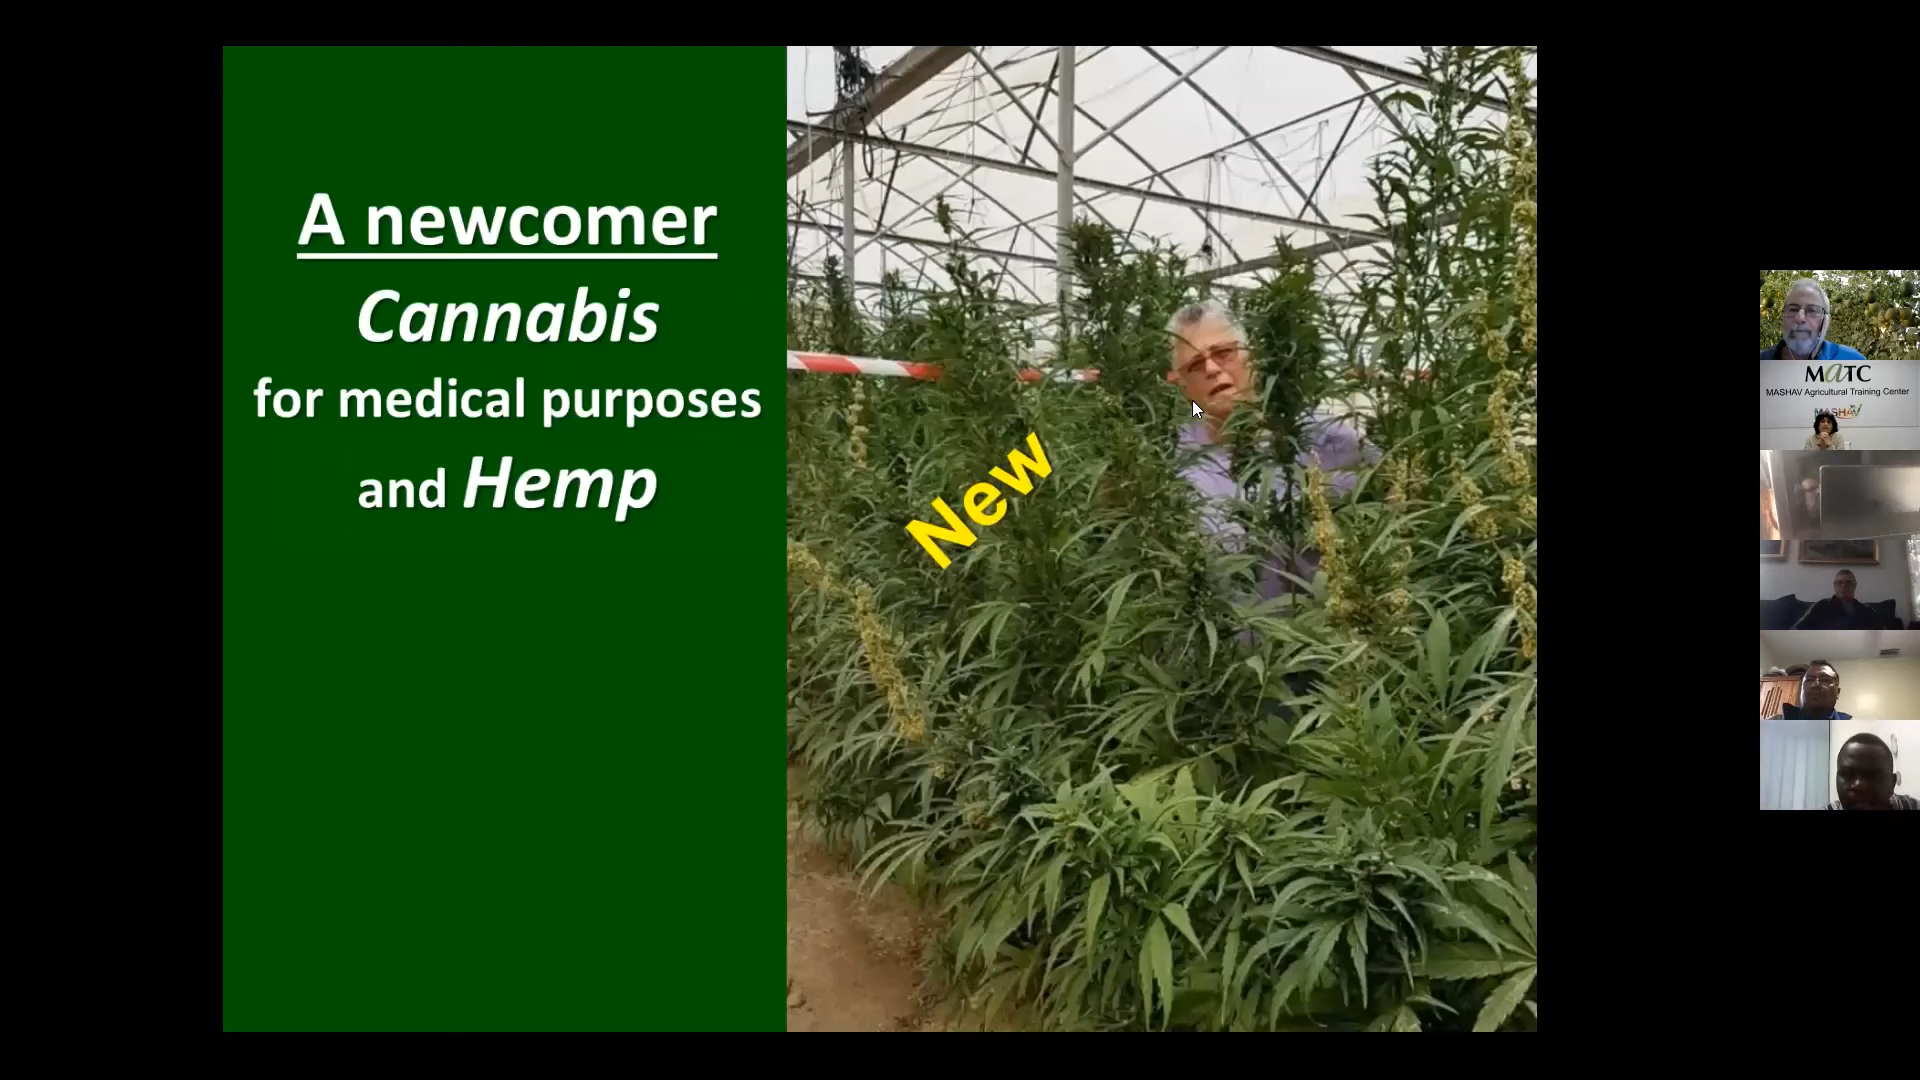 A newcomer
Cannabis
for medical purposes
and Hemp
New
MATC
MASHAV Agricultural Training Center
MASHAV